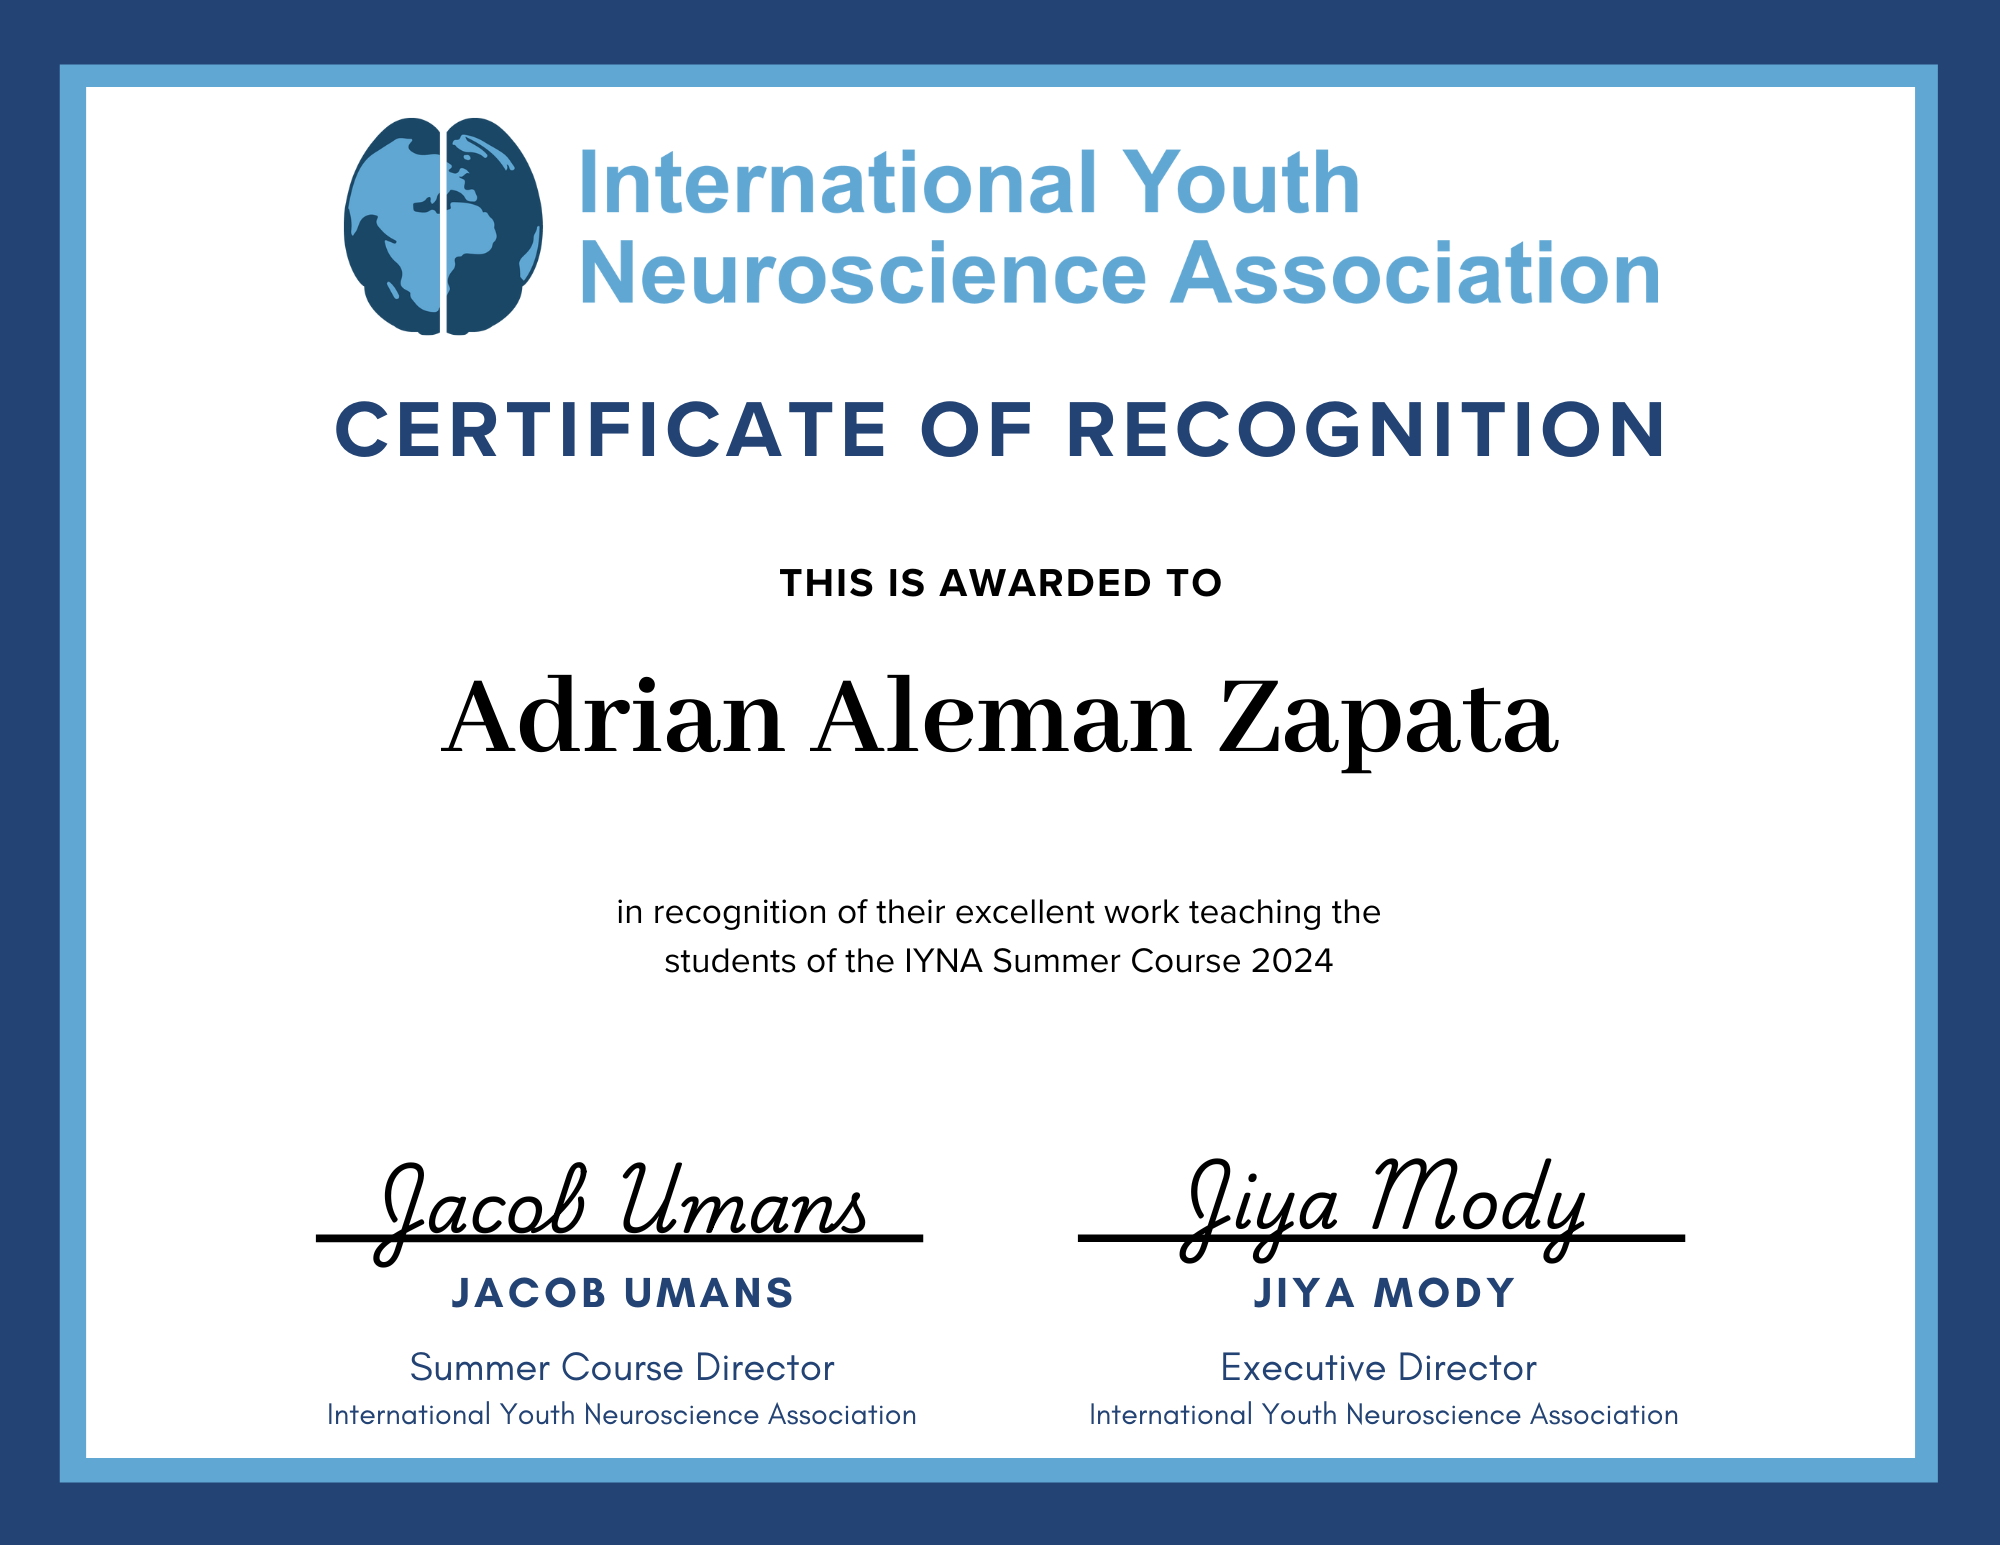 International Youth
Neuroscience Association
CERTIFICATE OF RECOGNITION
THIS IS AWARDED TO
Adrian Aleman Zapata
in recognition of their excellent work teaching the
students of the IYNA Summer Course 2024
Jacob Umans
JACOB UMANS
Summer Course Director
International Youth Neuroscience Association
Jiya Mody
JIYA MODY
Executive Director
International Youth Neuroscience Association